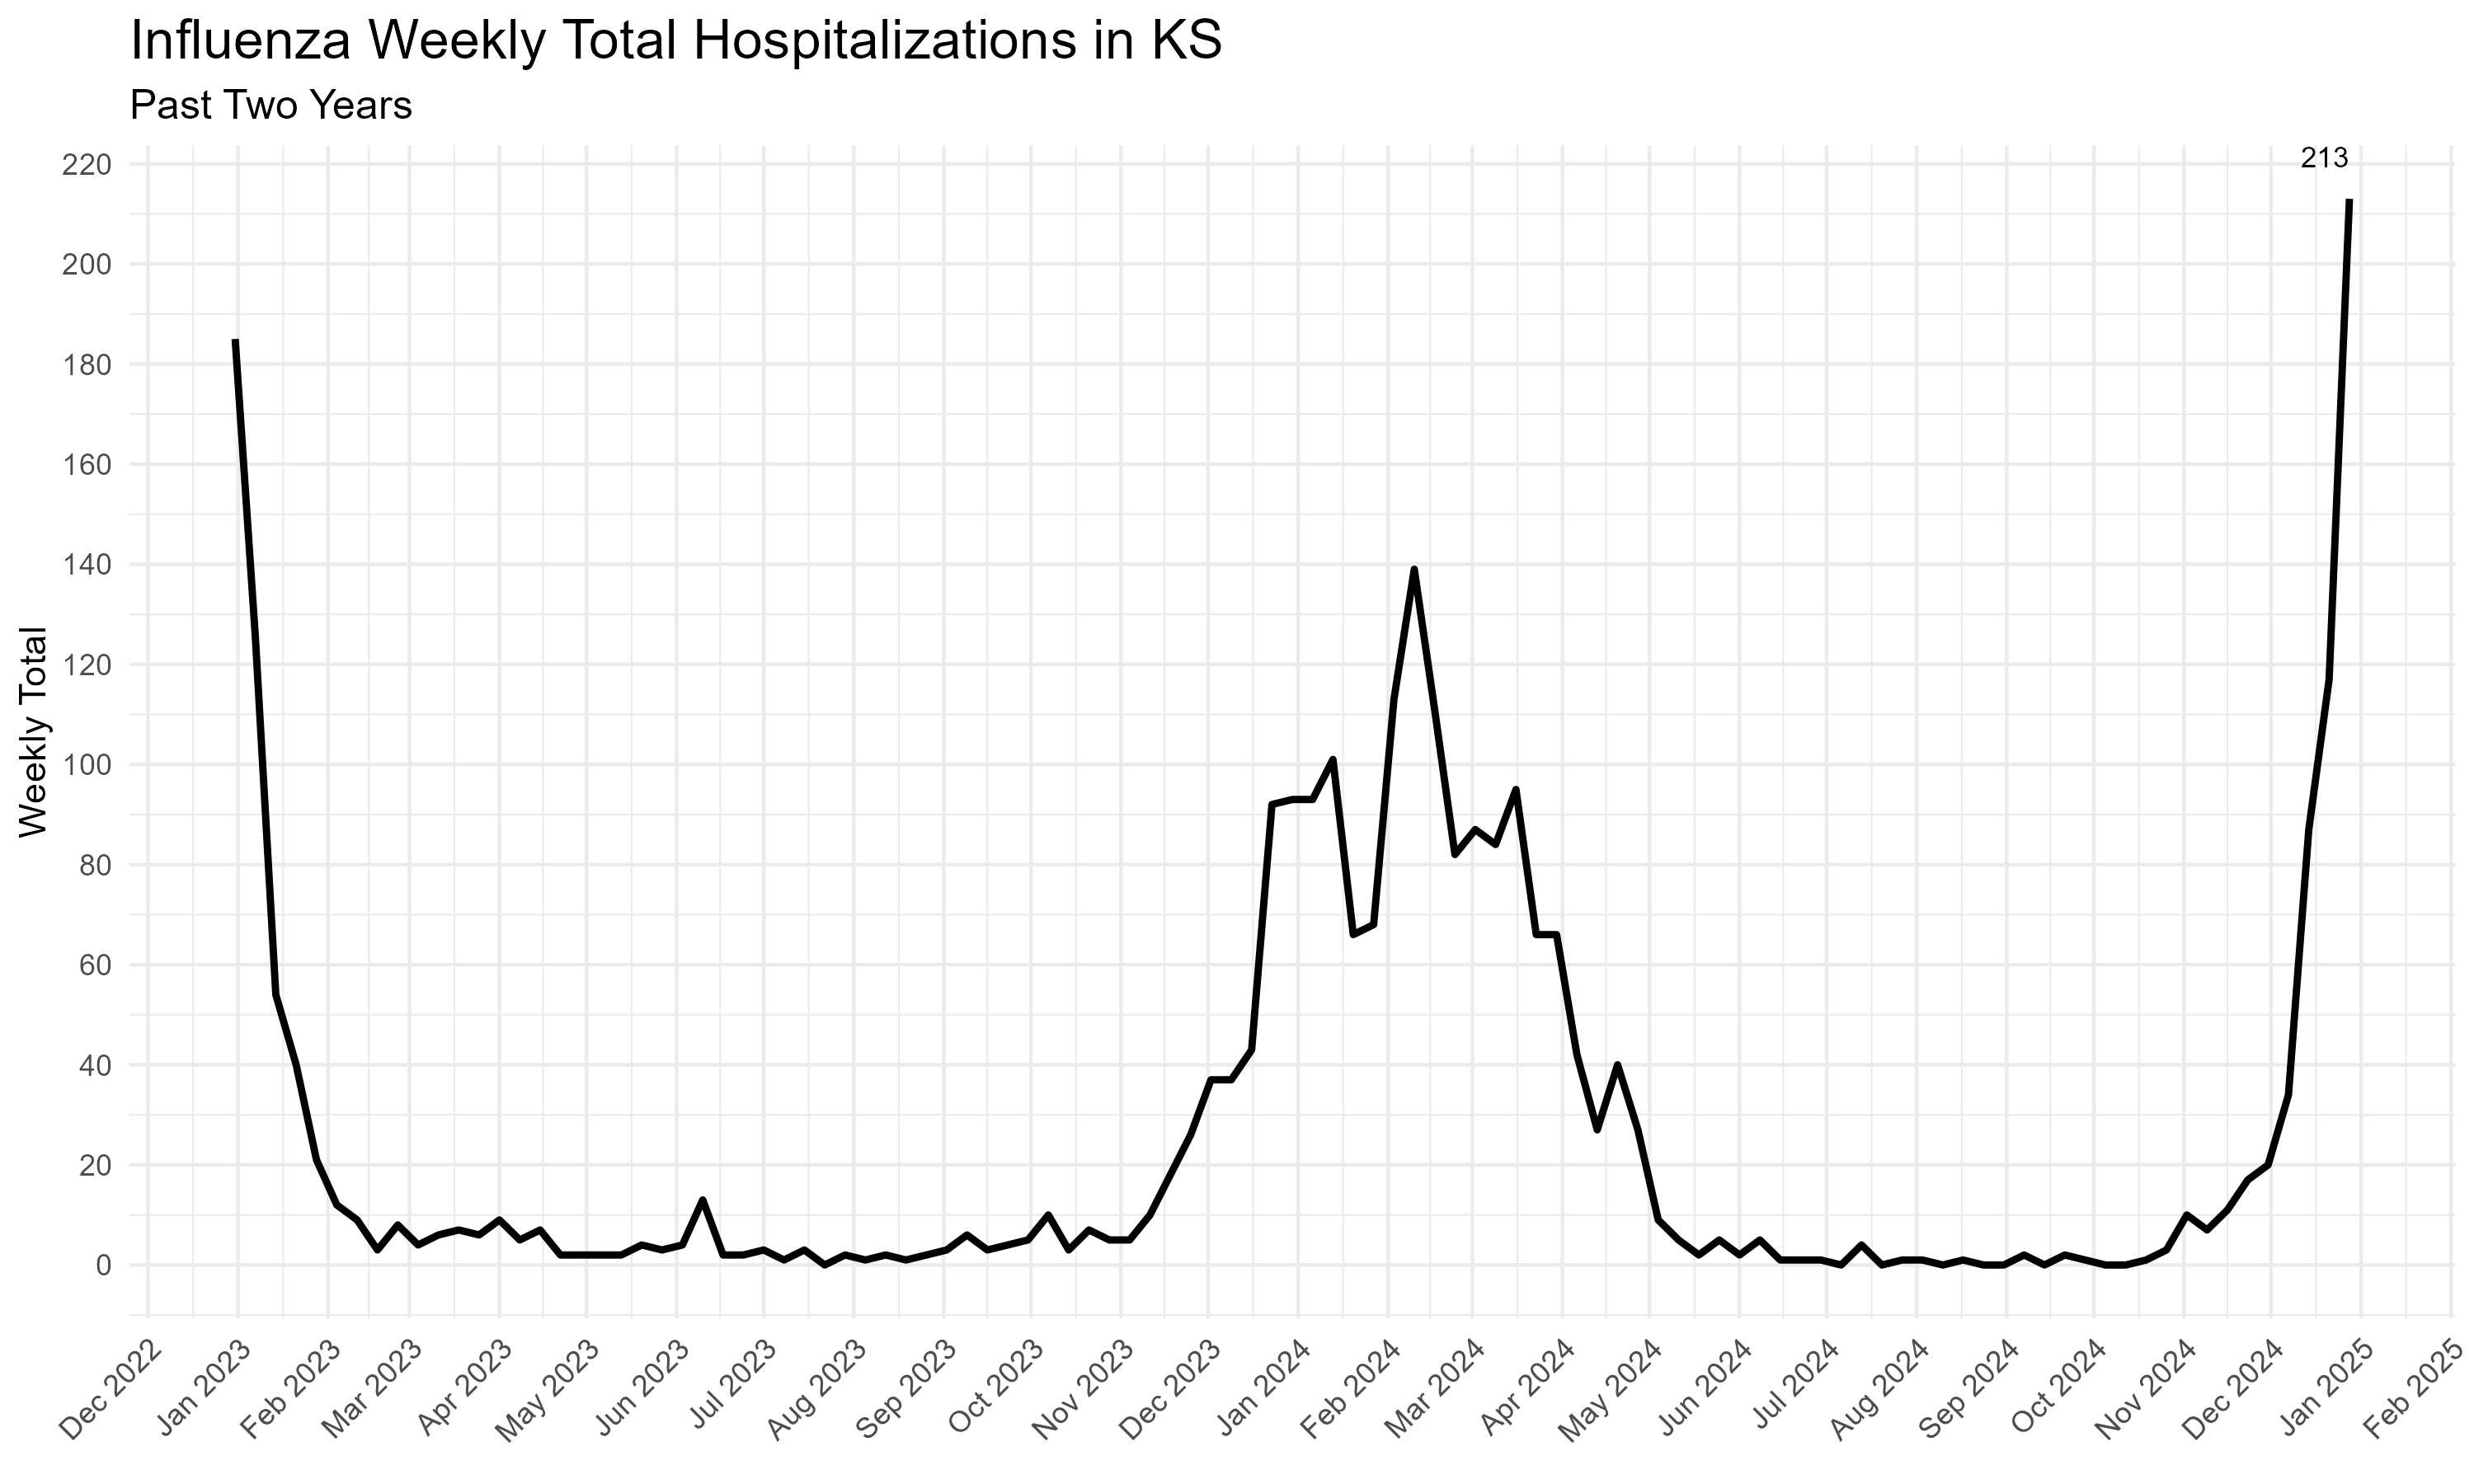 Influenza Weekly Total Hospitalizations in KS
Past Two Years
213
Weekly Total
220
200
180
160
140
120
100
80
60
40
20
0
Dec 2022
Jan 2023
Feb 2023
Mar 2023
Apr 2023
May 2023
Jun 2023
Jul 2023
Aug 2023
Sep 2023
Oct 2023
Nov 2023
Dec 2023
Jan 2024
Feb 2024
Mar 2024
Apr 2024
May 2024
Jun 2024
Jul 2024
Aug 2024
Sep 2024
Oct 2024
Nov 2024
Dec 2024
Jan 2025
Feb 2025